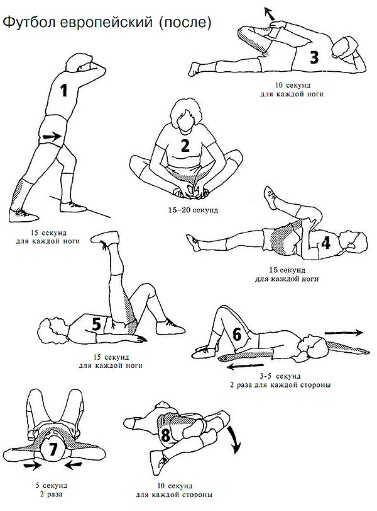 Футбол европейский (после)
1
15 секунд
для каждой ноги
2
15-20 секунд
3
10 секунд
для каждой ноги
4
15 секунд
для каждой ноги
5
15 секунд
для каждой ноги
6
3-5 секунд
2 раза для каждой стороны
7
5 секунд
2 раза
8
10 секунд
для каждой стороны